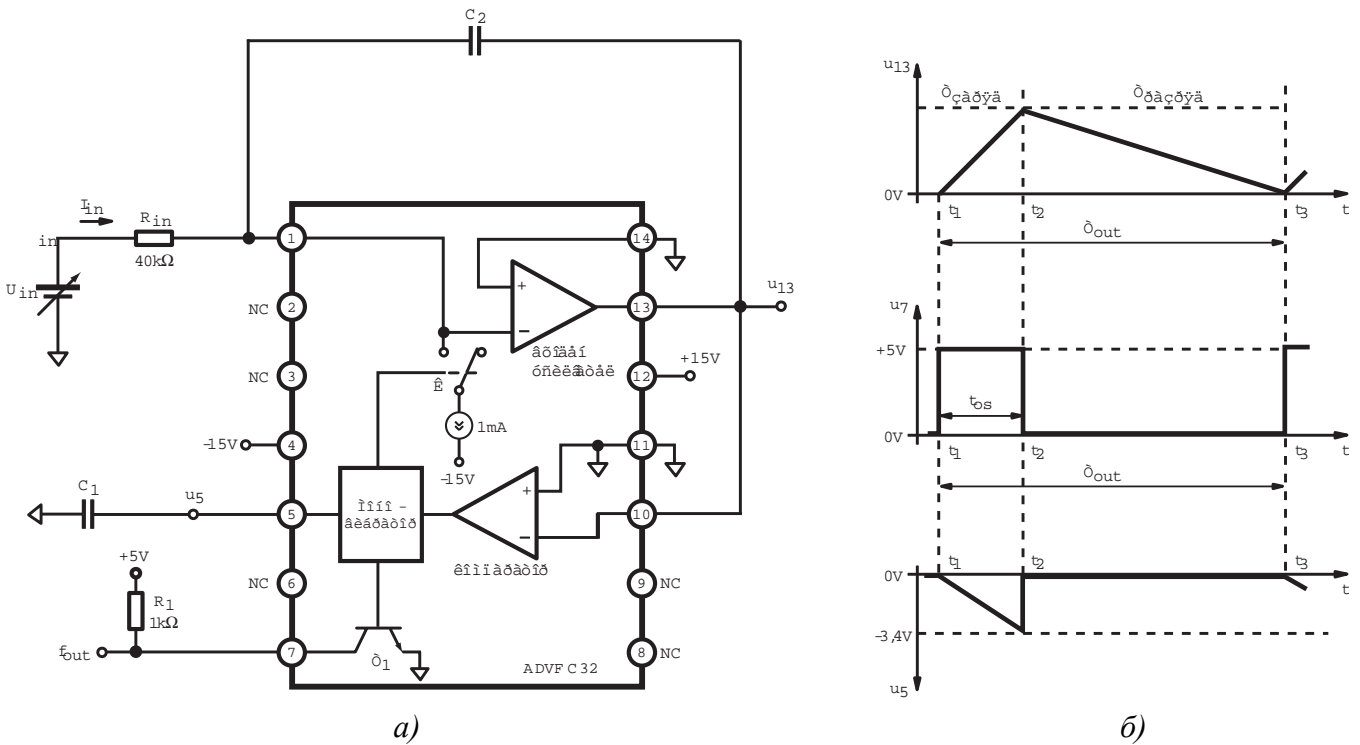 C2
Iin
Rin
in
40kΩ
Uin
1
2
3
4
5
6
7
8
9
10
11
12
13
14
NC
NC
-15V
C1
u5
+5V
NC
R1
1kΩ
fout
+
−
âõîäåí
óñèëâàòåë
Ê
1mA
-15V
Ìîíî -
âèáðàòîð
+
−
êîìïàðàòîð
Ò1
ADVFC32
u13
+15V
NC
NC
а)
u13
Òçàðÿä
Òðàçðÿä
0V
t1
t2
t3
t
Òout
u7
+5V
tos
0V
t1
t2
t3
t
Òout
0V
t1
t2
t3
t
-3,4V
u5
б)